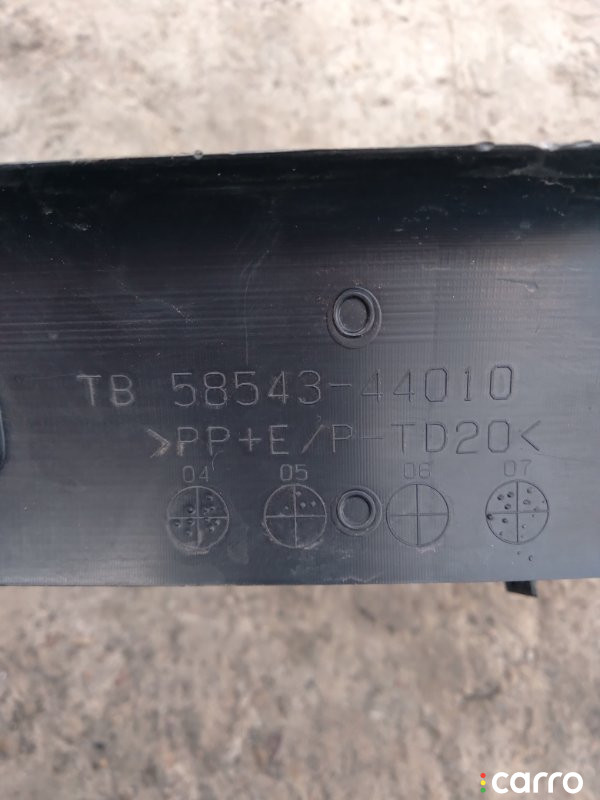 TB 58543-44010
>PP+E/P-TD20<
04 05 06 07
carro